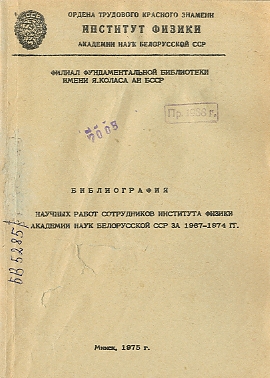 ОРДЕНА ТРУДОВОГО КРАСНОГО ЗНАМЕНИ
ИНСТИТУТ ФИЗИКИ
АКАДЕМИИ НАУК БЕЛОРУССКОЙ ССР
ФИЛИАЛ ФУНДАМЕНТАЛЬНОЙ БИБЛИОТЕКИ
ИМЕНИ Я.КОЛАСА АН БССР
БИБЛИОГРАФИЯ
НАУЧНЫХ РАБОТ СОТРУДНИКОВ ИНСТИТУТА ФИЗИКИ
АКАДЕМИИ НАУК БЕЛОРУССКОЙ ССР ЗА 1967-1974 ГГ.
Минск, 1975 г.